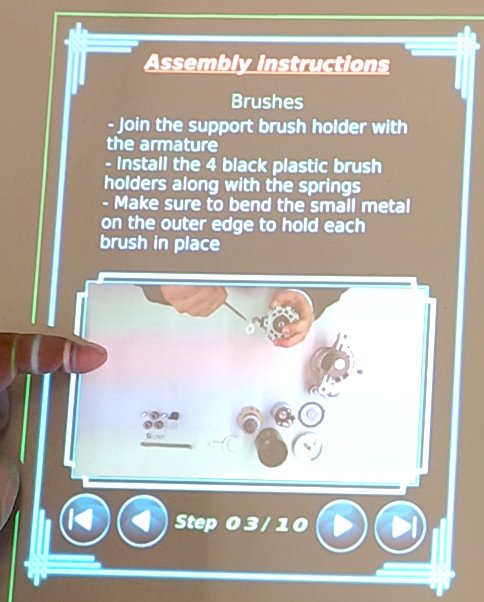 Assembly instructions
Brushes
- Join the support brush holder with
the armature
- Install the 4 black plastic brush
holders along with the springs
- Make sure to bend the small metal
on the outer edge to hold each
brush in place
Step 03/10